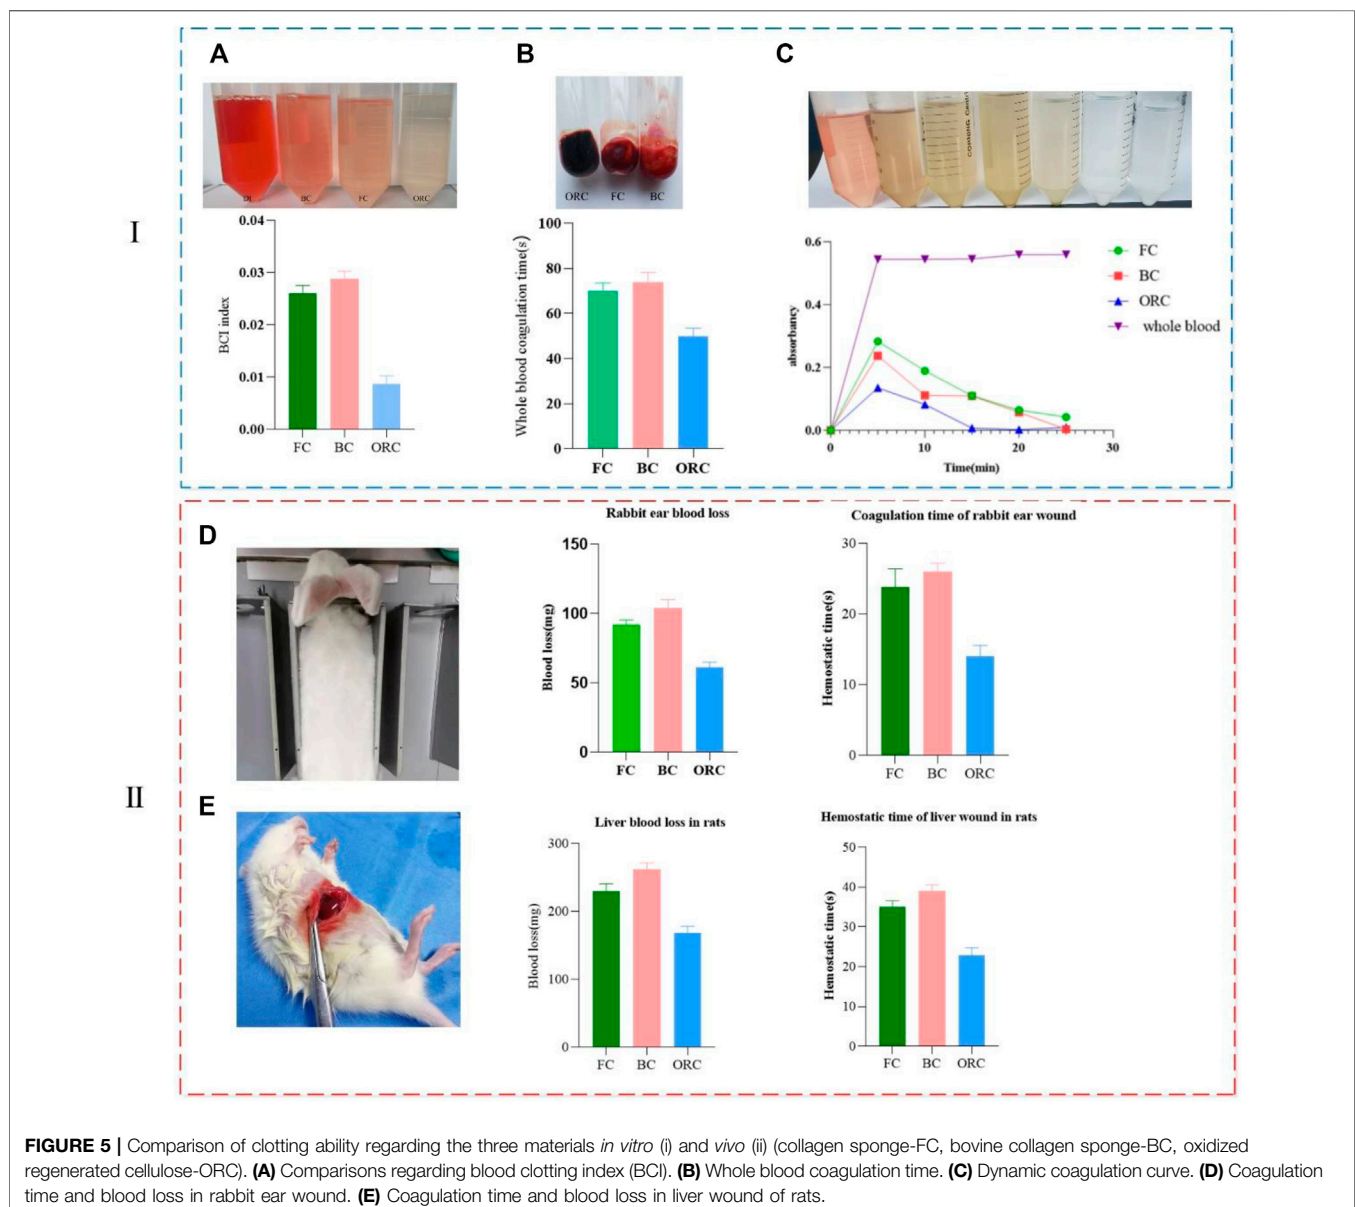 A
B
C
DI
BC
FC
ORC
ORC
FC
BC
CORNING CENTRI
I
0.04
0.03
0.02
0.01
0.00
BCI index
FC
BC
ORC
100
80
60
40
20
0
Whole blood coagulation time(s)
FC
BC
ORC
0.6
0.4
0.2
0.0
absorbancy
0
10
20
30
Time(min)
FC
BC
ORC
whole blood
II
D
Rabbit ear blood loss
150
100
50
0
Blood loss(mg)
FC
BC
ORC
Coagulation time of rabbit ear wound
30
20
10
0
Hemostatic time(s)
FC
BC
ORC
E
Liver blood loss in rats
300
200
100
0
Blood loss(mg)
FC
BC
ORC
Hemostatic time of liver wound in rats
50
40
30
20
10
0
Hemostatic time(s)
FC
BC
ORC
FIGURE 5 | Comparison of clotting ability regarding the three materials in vitro (i) and vivo (ii) (collagen sponge-FC, bovine collagen sponge-BC, oxidized
regenerated cellulose-ORC). (A) Comparisons regarding blood clotting index (BCI). (B) Whole blood coagulation time. (C) Dynamic coagulation curve. (D) Coagulation
time and blood loss in rabbit ear wound. (E) Coagulation time and blood loss in liver wound of rats.